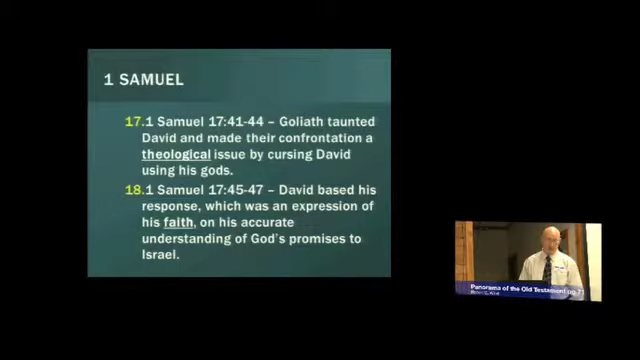 1 SAMUEL
17.1 Samuel 17:41-44 – Goliath taunted
David and made their confrontation a
theological issue by cursing David
using his gods.
18.1 Samuel 17:45-47 – David based his
response, which was an expression of
his faith, on his accurate
understanding of God's promises to
Israel.
Panorama of the Old Testament pg.71